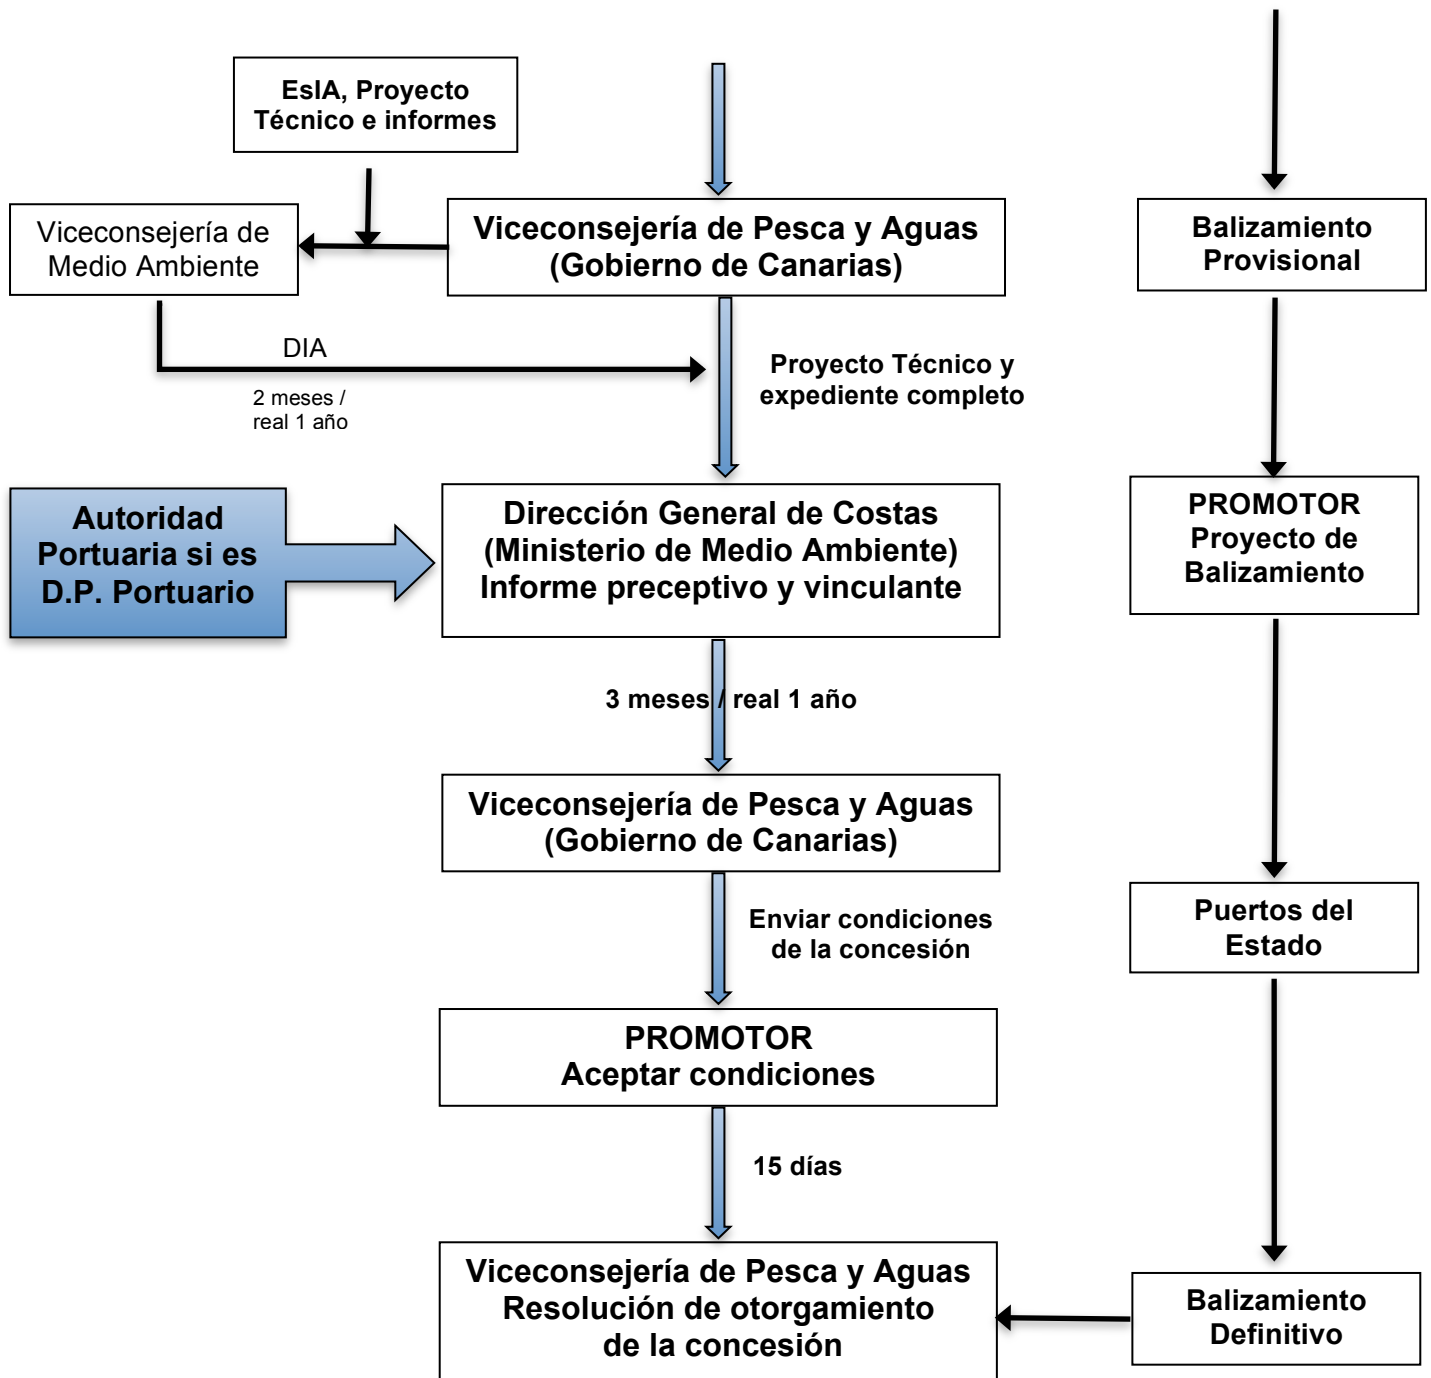 EsIA, Proyecto
Técnico e informes
Viceconsejería de
Medio Ambiente
Viceconsejería de Pesca y Aguas
(Gobierno de Canarias)
Balizamiento
Provisional
DIA
2 meses /
real 1 año
Proyecto Técnico y
expediente completo
Autoridad
Portuaria si es
D.P. Portuario
Dirección General de Costas
(Ministerio de Medio Ambiente)
Informe preceptivo y vinculante
PROMOTOR
Proyecto de
Balizamiento
3 meses / real 1 año
Viceconsejería de Pesca y Aguas
(Gobierno de Canarias)
Enviar condiciones
de la concesión
Puertos del
Estado
PROMOTOR
Aceptar condiciones
15 días
Viceconsejería de Pesca y Aguas
Resolución de otorgamiento
de la concesión
Balizamiento
Definitivo